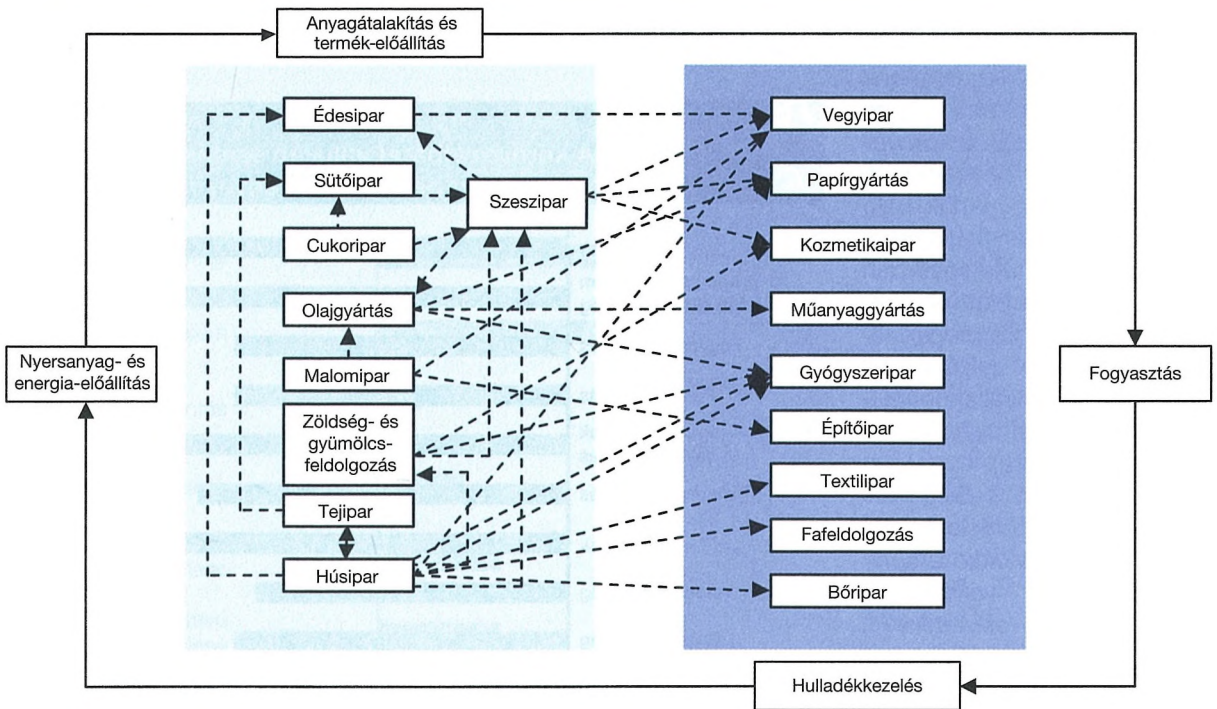 Anyagátalakítás és
termék-előállítás
Édesipar
Sütőipar
Szeszipar
Cukoripar
Olajgyártás
Malomipar
Zöldség- és
gyümölcs-
feldolgozás
Tejipar
Húsipar
Vegyipar
Papírgyártás
Kozmetikaipar
Műanyaggyártás
Gyógyszeripar
Építőipar
Textilipar
Fafeldolgozás
Bőripar
Nyersanyag- és
energia-előállítás
Fogyasztás
Hulladékkezelés